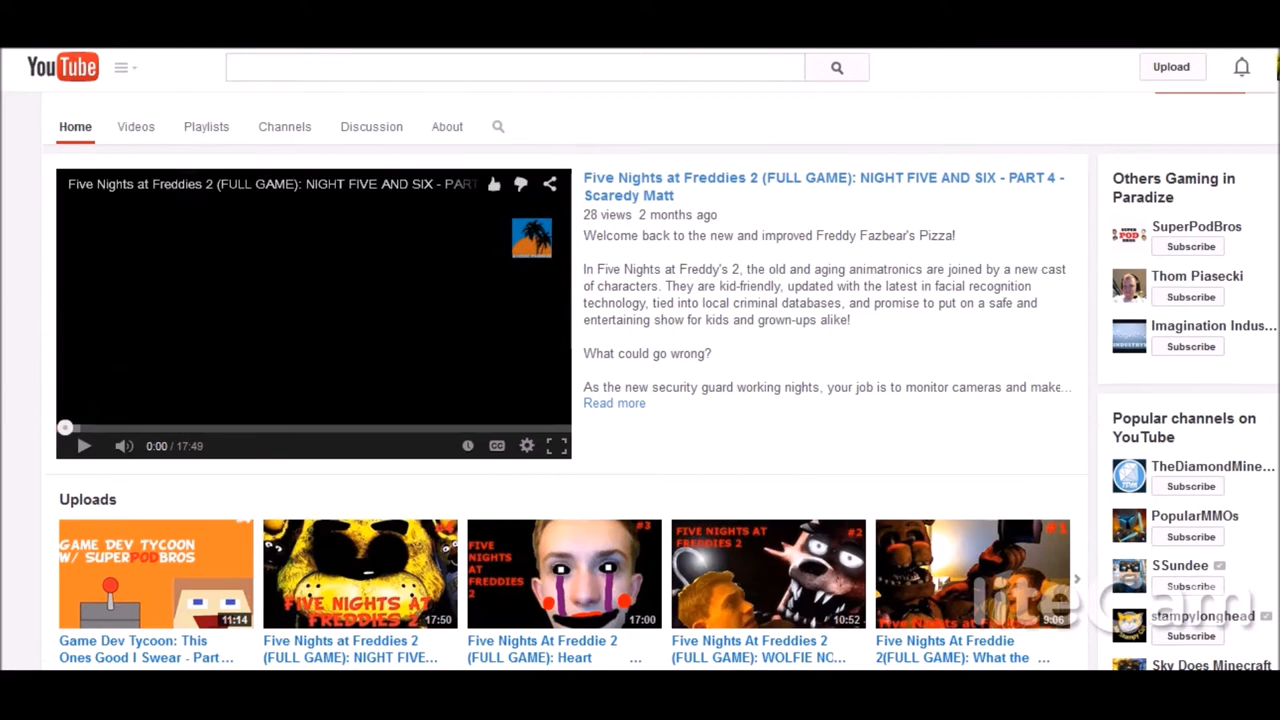 YouTube
Upload
Home Videos Playlists Channels Discussion About
Five Nights at Freddies 2 (FULL GAME): NIGHT FIVE AND SIX - PART
0:00 / 17:49
CC
Five Nights at Freddies 2 (FULL GAME): NIGHT FIVE AND SIX - PART 4 -
Scaredy Matt
28 views 2 months ago
Welcome back to the new and improved Freddy Fazbear's Pizza!
In Five Nights at Freddy's 2, the old and aging animatronics are joined by a new cast
of characters. They are kid-friendly, updated with the latest in facial recognition
technology, tied into local criminal databases, and promise to put on a safe and
entertaining show for kids and grown-ups alike!
What could go wrong?
As the new security guard working nights, your job is to monitor cameras and make...
Read more
Others Gaming in
Paradize
SUPER
POD
BROS
SuperPodBros
Subscribe
Thom Piasecki
Subscribe
Imagination Indus...
Subscribe
Popular channels on
YouTube
TheDiamondMine...
Subscribe
PopularMMOs
Subscribe
SSundee
Subscribe
stampylonghead
Subscribe
Sky Does Minecraft
Uploads
GAME DEV TYCOON
W/ SUPERPODBROS
11:14
Game Dev Tycoon: This
Ones Good I Swear - Part...
FIVE NIGHTS AT
FREDDIES 2
17:50
Five Nights at Freddies 2
(FULL GAME): NIGHT FIVE...
#3
FIVE
NIGHTS AT
FREDDIES
2
17:00
Five Nights At Freddie 2
(FULL GAME): Heart ...
FIVE NIGHTS AT
FREDDIES 2
#2
10:52
Five Nights at Freddies 2
(FULL GAME): WOLFIE NO...
#1
9:06
Five Nights at Freddie
2(FULL GAME): What the ...
liteCam